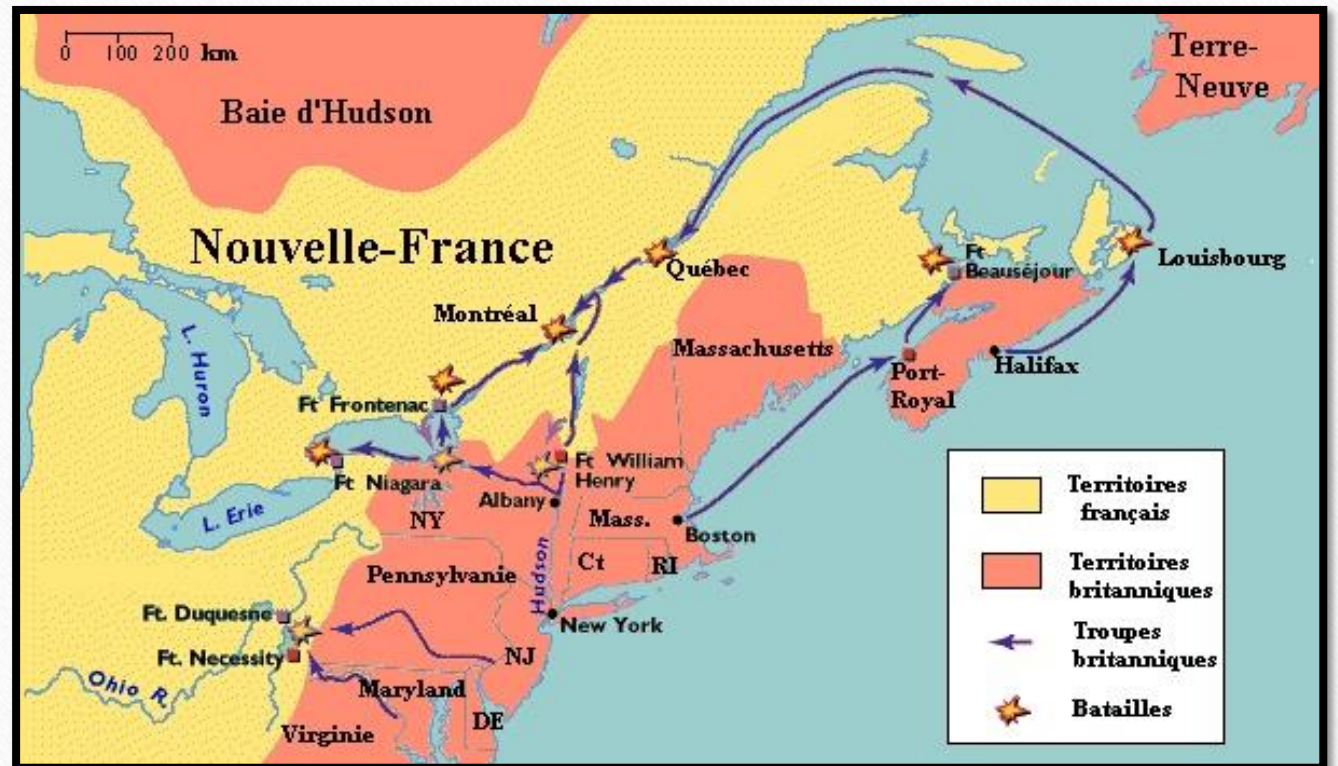 0 100 200 km
Baie d'Hudson
Terre-
Neuve
Nouvelle-France
Québec
Ft
Beauséjour
Louisbourg
Montréal
L. Huron
Massachusetts
Halifax
Port-
Royal
Ft Frontenac
Ft William
Henry
Ft Niagara
Albany
L. Erie
NY
Mass.
Boston
Ct
RI
Pennsylvanie
Hudson
Ft. Duquesne
New York
Ft. Necessity
NJ
Ohio R.
Maryland
DE
Virginie
Territoires
français
Territoires
britanniques
Troupes
britanniques
Batailles